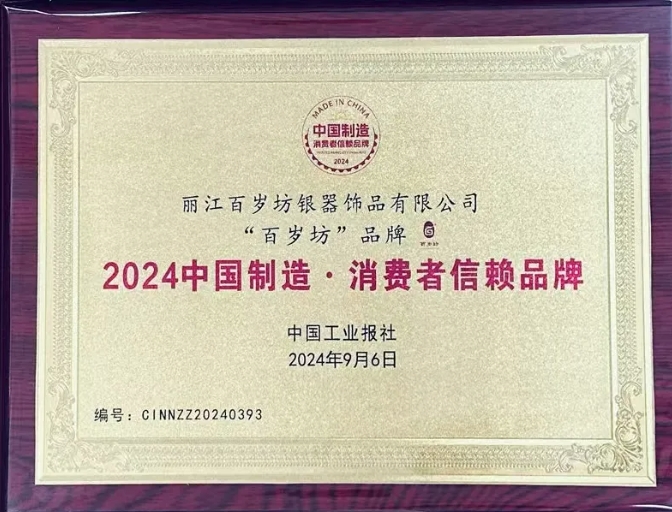 MADE IN CHINA
中国制造
消费者信赖品牌
2024
丽江百岁坊银器饰品有限公司
“百岁坊”品牌
百岁坊
2024中国制造·消费者信赖品牌
中国工业报社
2024年9月6日
编号：CINNZZ20240393